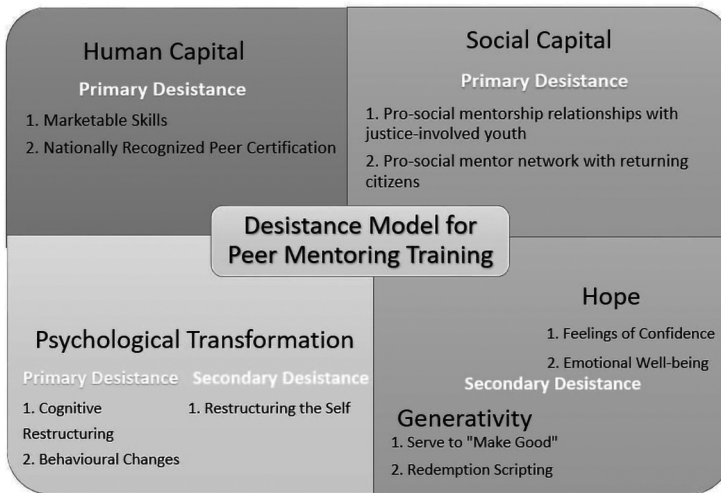 Human Capital
Primary Desistance
1. Marketable Skills
2. Nationally Recognized Peer Certification
Social Capital
Primary Desistance
1. Pro-social mentorship relationships with
justice-involved youth
2. Pro-social mentor network with returning
citizens
Desistance Model for
Peer Mentoring Training
Psychological Transformation
Primary Desistance
1. Cognitive
Restructuring
2. Behavioural Changes
Secondary Desistance
1. Restructuring the Self
Hope
1. Feelings of Confidence
2. Emotional Well-being
Secondary Desistance
Generativity
1. Serve to "Make Good"
2. Redemption Scripting